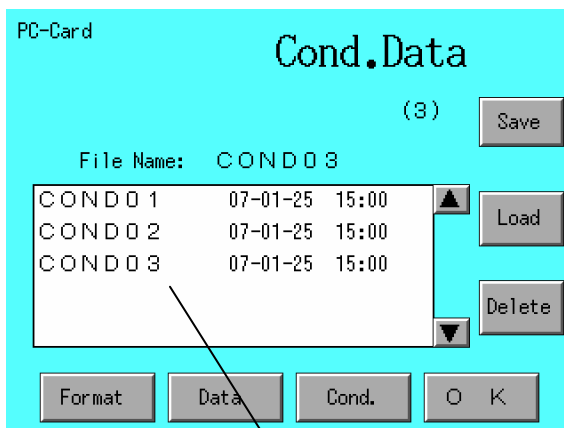 PC-Card
Cond.Data
(3)
Save
File Name: COND03
COND01 07-01-25 15:00
COND02 07-01-25 15:00
COND03 07-01-25 15:00
Load
Delete
Format Data Cond. O K